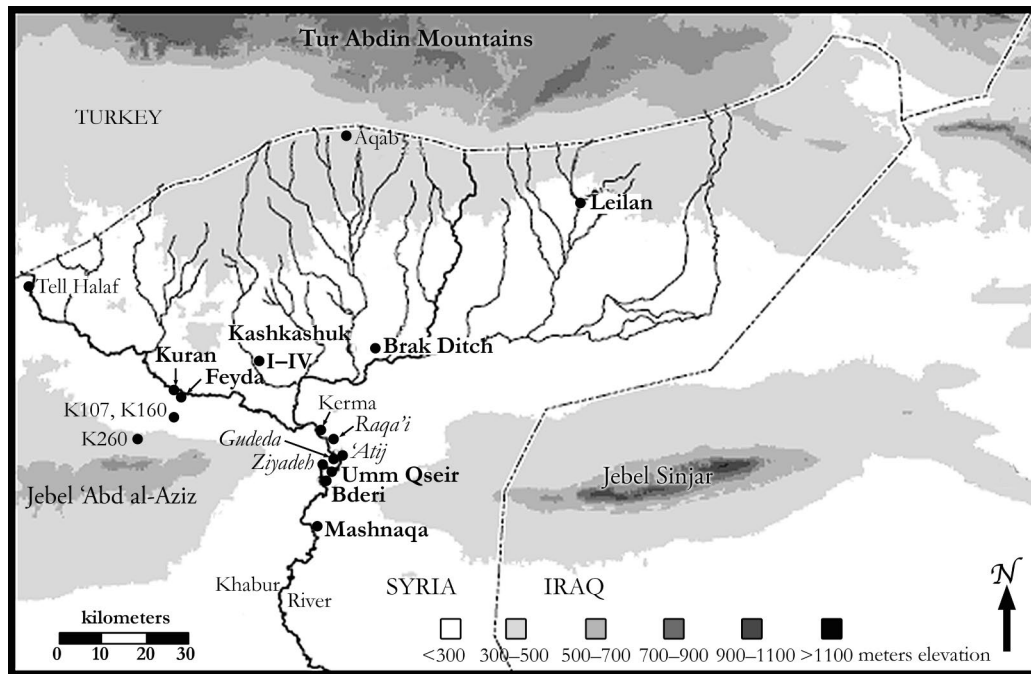 Tur Abdin Mountains
TURKEY
Aqab
Leilan
Tell Halaf
Kashkashuk
I–IV
Brak Ditch
Kuran
Feyda
K107, K160
K260
Kerma
Raqa’i
Gudeda
‘Atij
Ziyadeh
Umm Qseir
Bderi
Jebel ‘Abd al-Aziz
Jebel Sinjar
Mashnaqa
Khabur
River
SYRIA
IRAQ
N
kilometers
0 10 20 30
<300 300–500 500–700 700–900 900–1100 >1100 meters elevation